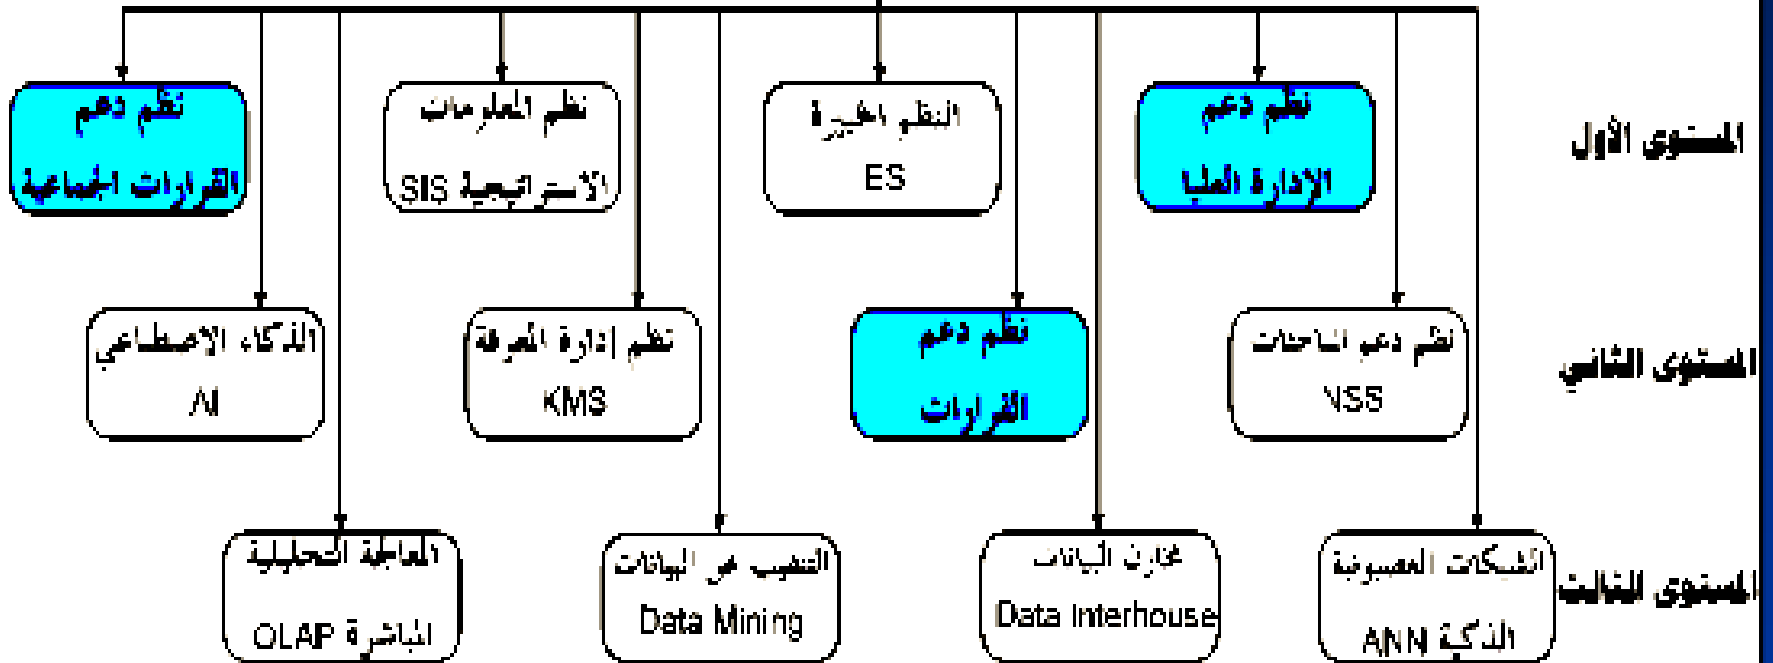 المستوى الأول
نظم دعم
الإدارة العليا
النظم الخبيرة
ES
نظم المعلومات
الاستراتيجية SIS
نظم دعم
القرارات الجماعية
المستوى الثاني
نظم دعم
NSS
نظم دعم
القرارات
نظم إدارة المعرفة
KMS
الذكاء الاصطناعي
AI
المستوى الثالث
الشبكات العصبونية
الذكية ANN
مخازن البيانات
Data Interhouse
التنقيب عن البيانات
Data Mining
المعالجة التحليلية
المباشرة OLAP